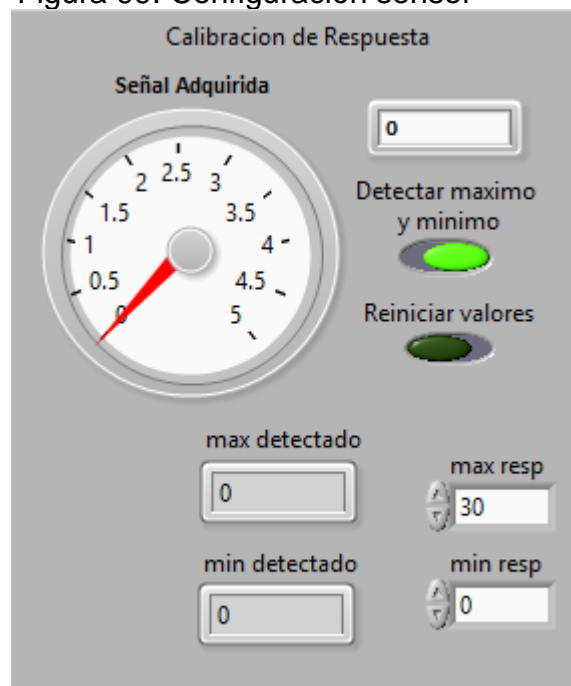 Figura Configuración sensor
Calibracion de Respuesta
Señal Adquirida
0
0.5
1
1.5
2
2.5
3
3.5
4
4.5
5
0
Detectar maximo
y minimo
Reiniciar valores
max detectado
0
max resp
30
min detectado
0
min resp
0